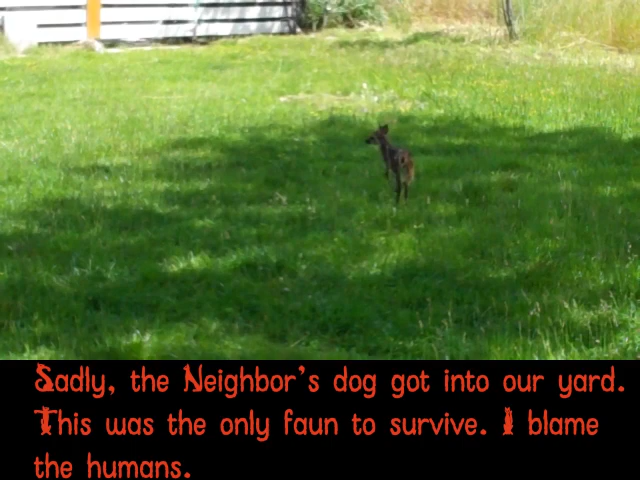 Sadly, the Neighbor's dog got into our yard.
This was the only faun to survive. I blame
the humans.